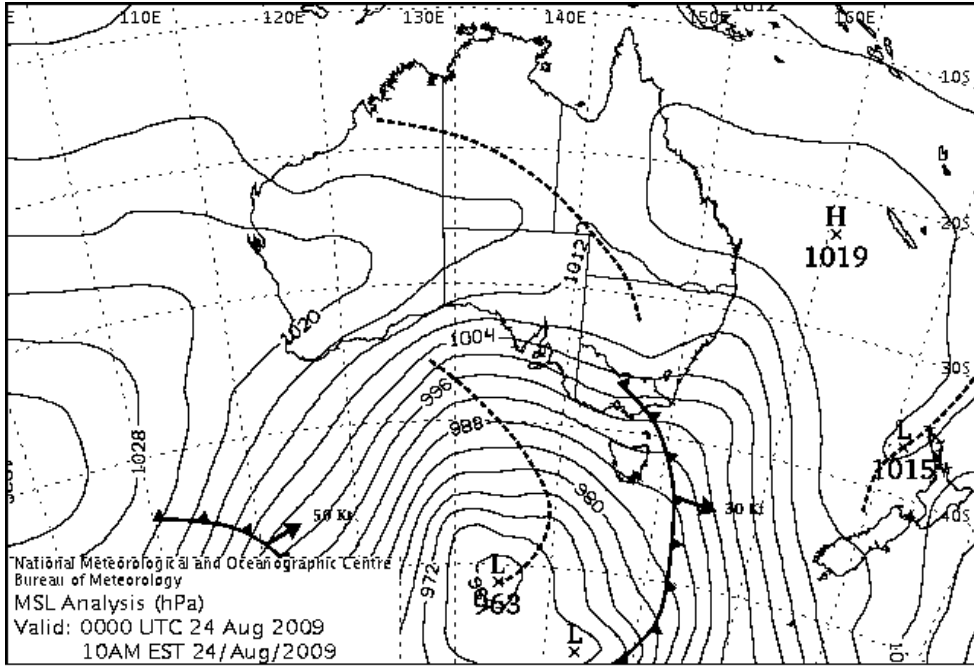 110E 120E 130E 140E 150E 1012 160E
10S
H
1019
20S
1012
1020
1004
30S
996
L
1015
988
1028
980
40S
50 Kt
30 Kt
L
963
972
L
National Meteorological and Oceanographic Centre
Bureau of Meteorology
MSL Analysis (hPa)
Valid: 0000 UTC 24 Aug 2009
10AM EST 24/Aug/2009